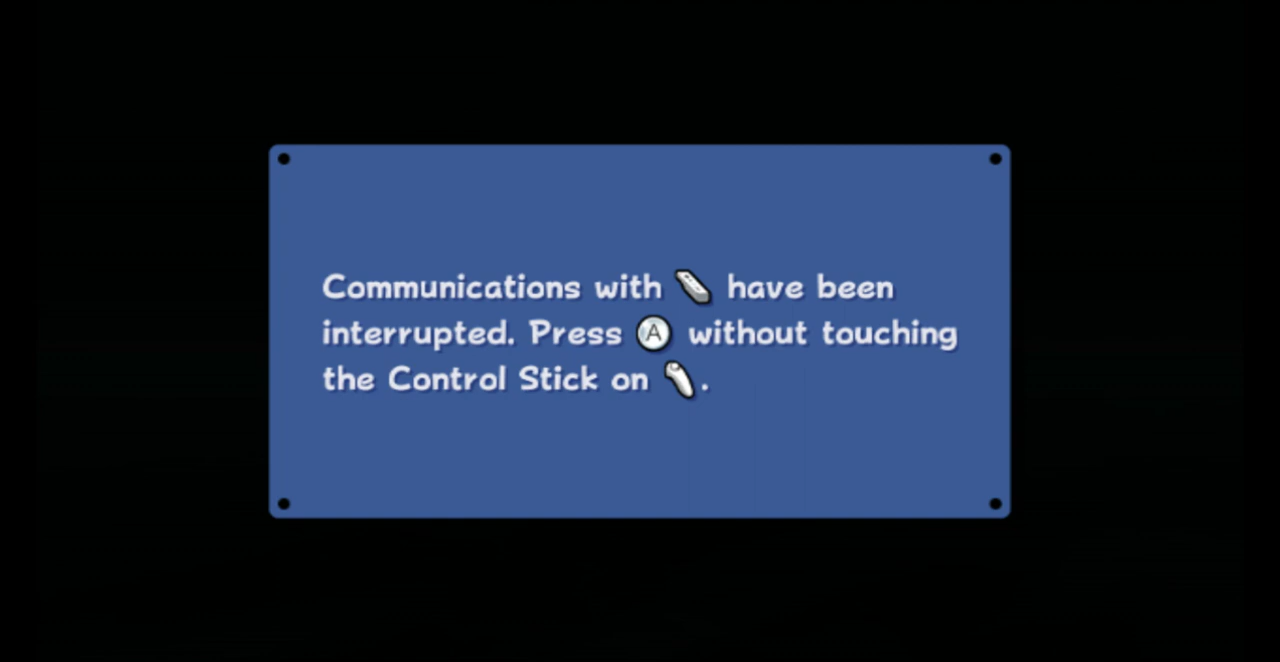 Communications with have been
interrupted. Press A without touching
the Control Stick on .